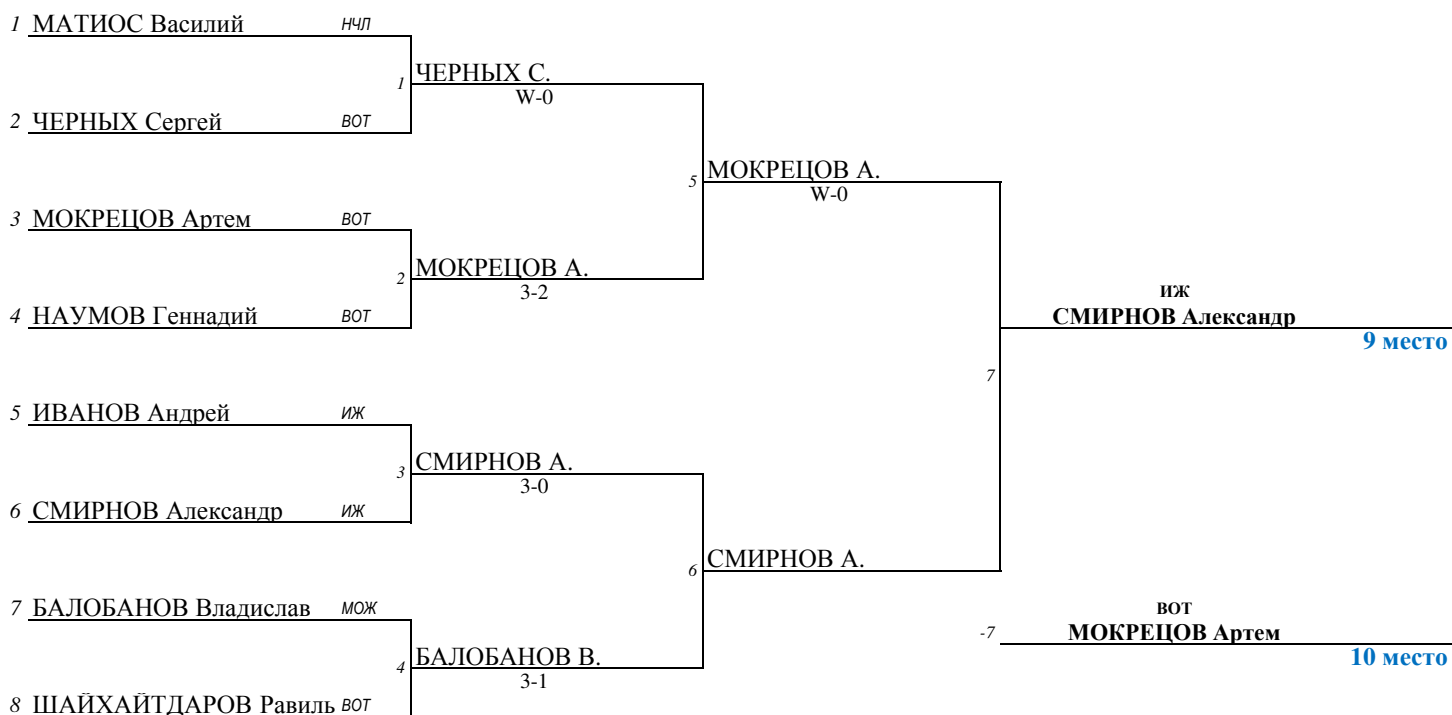 1 МАТИОС Василий НЧЛ
1 ЧЕРНЫХ С.
W-0
2 ЧЕРНЫХ Сергей ВОТ
5 МОКРЕЦОВ А.
W-0
3 МОКРЕЦОВ Артем ВОТ
2 МОКРЕЦОВ А.
3-2
ИЖ
4 НАУМОВ Геннадий ВОТ
СМИРНОВ Александр
9 место
7
5 ИВАНОВ Андрей ИЖ
3 СМИРНОВ А.
3-0
6 СМИРНОВ Александр ИЖ
6 СМИРНОВ А.
7 БАЛОБАНОВ Владислав МОЖ
ВОТ
-7 МОКРЕЦОВ Артем
10 место
4 БАЛОБАНОВ В.
3-1
8 ШАЙХАЙТДАРОВ Равиль ВОТ